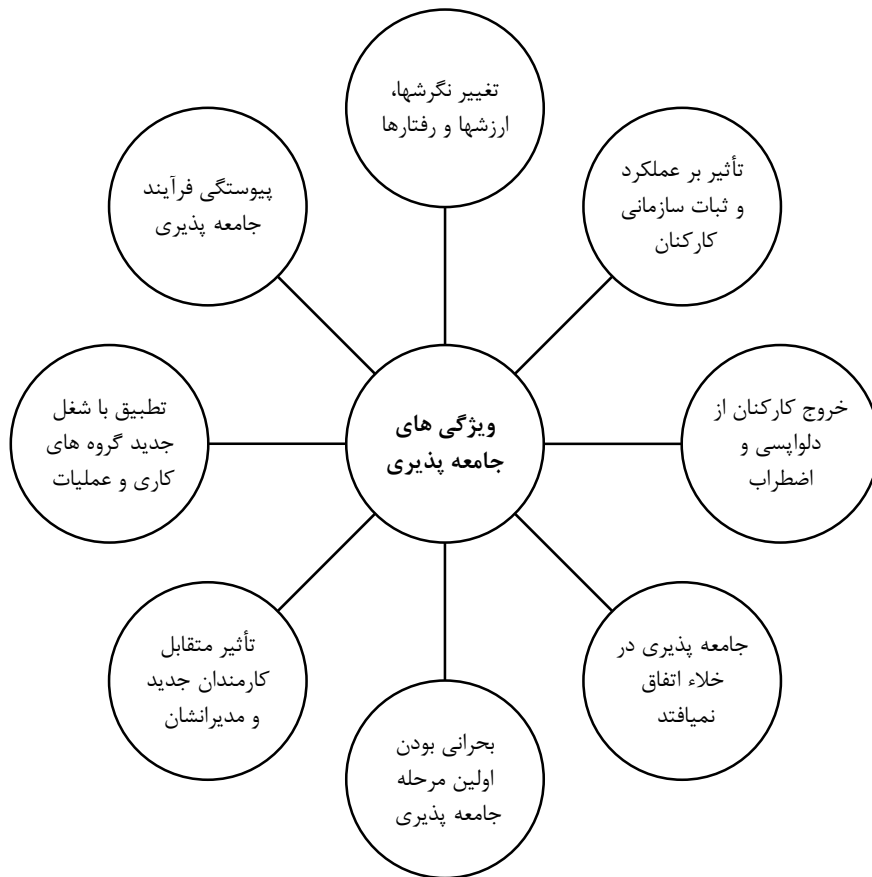 تغییر نگرشها،
ارزشها و رفتارها
تأثیر بر عملکرد
و ثبات سازمانی
کارکنان
خروج کارکنان از
دلواپسی و
اضطراب
جامعه پذیری در
خلاء اتفاق
نمیافتد
بحرانی بودن
اولین مرحله
جامعه پذیری
تأثیر متقابل
کارمندان جدید
و مدیرانشان
تطبیق با شغل
جدید گروه های
کاری و عملیات
پیوستگی فرآیند
جامعه پذیری
ویژگی های
جامعه پذیری